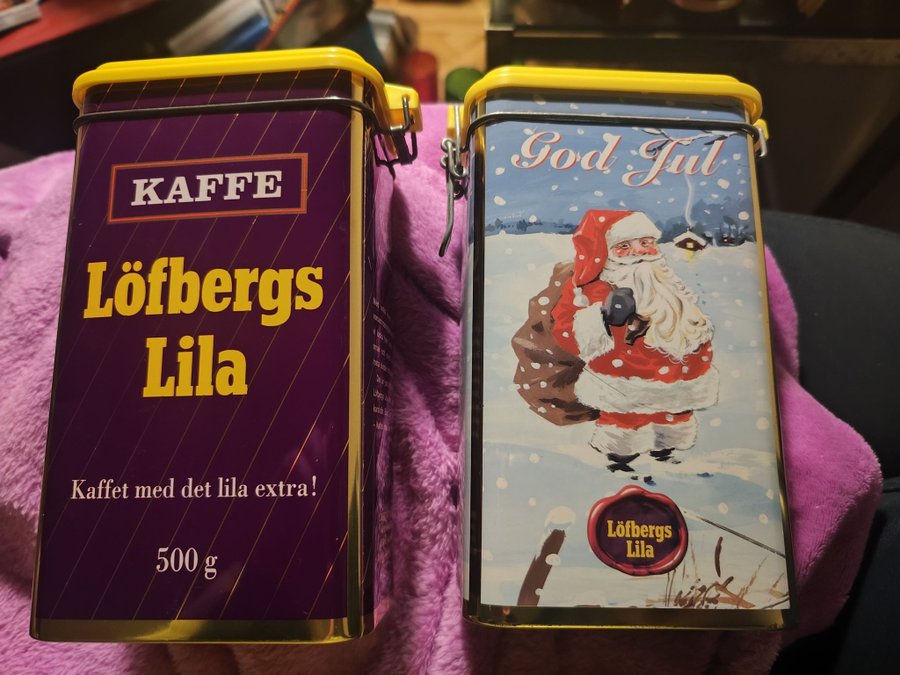 KAFFE
Löfbergs
Lila
Kaffet med det lila extra!
500 g
God Jul
Löfbergs
Lila